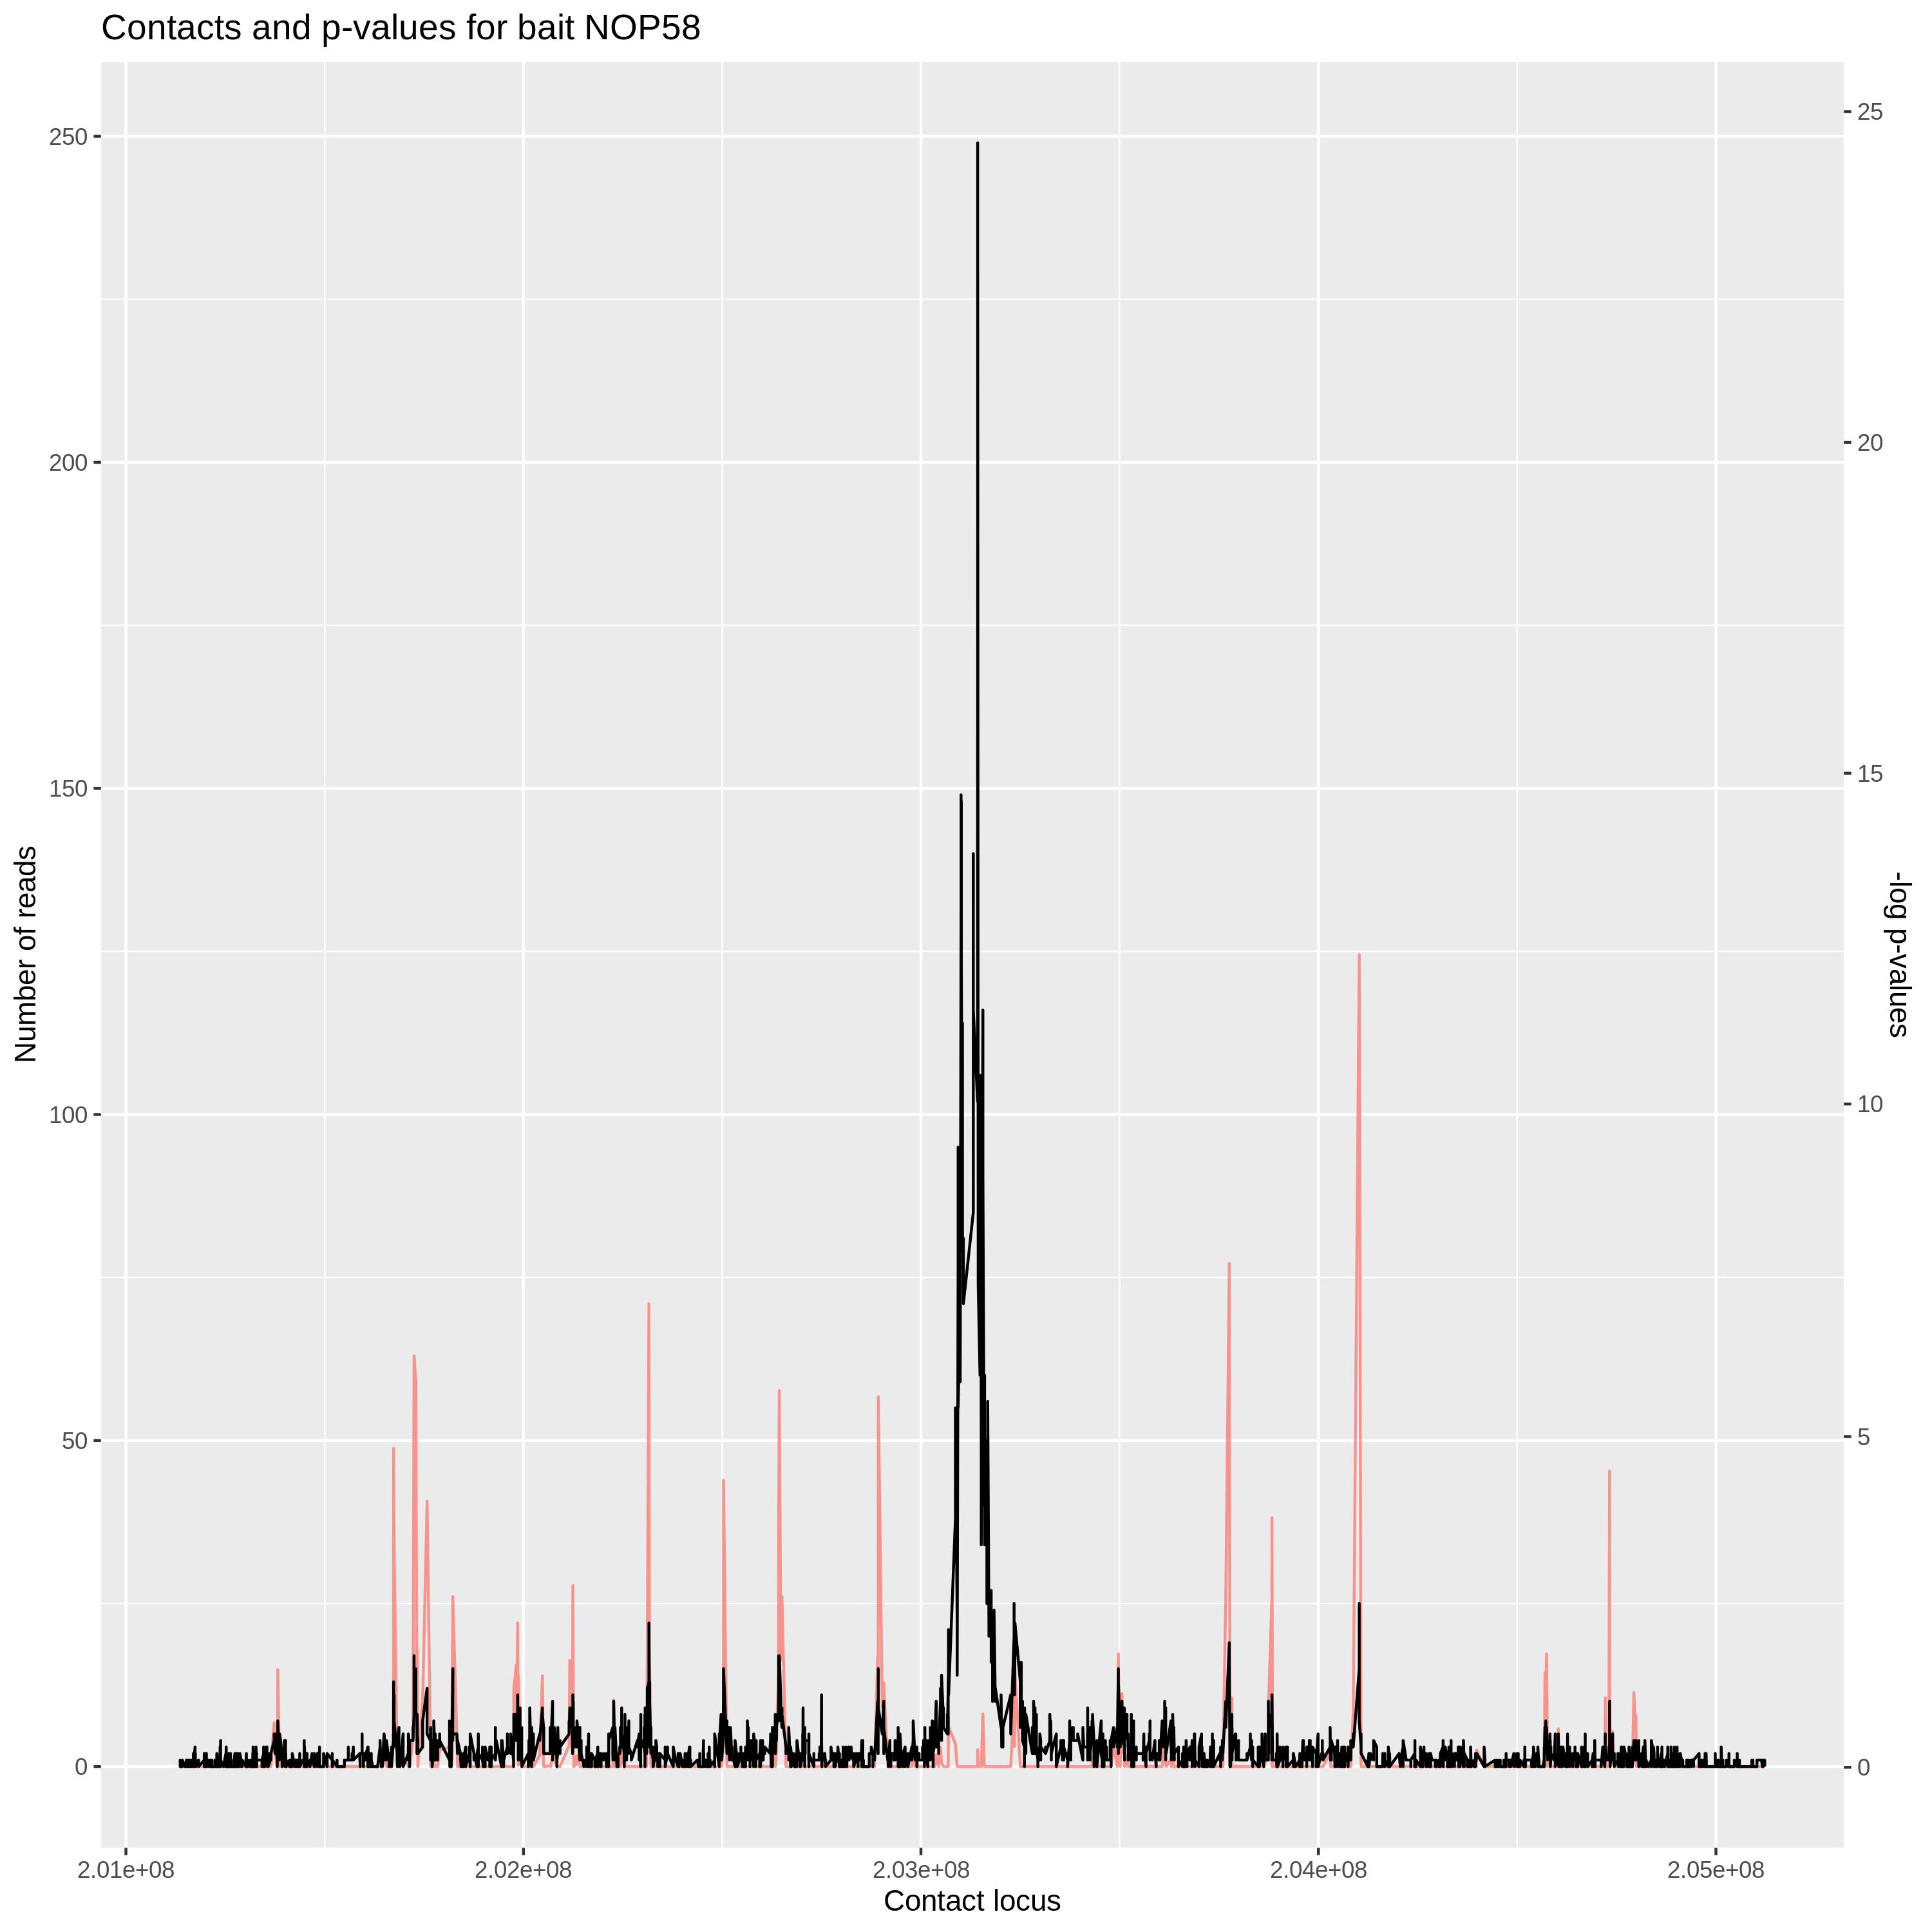 Contacts and p-values for bait NOP58
250
200
150
100
50
0
Number of reads
25
20
15
10
5
0
-log p-values
2.01e+08
2.02e+08
2.03e+08
2.04e+08
2.05e+08
Contact locus